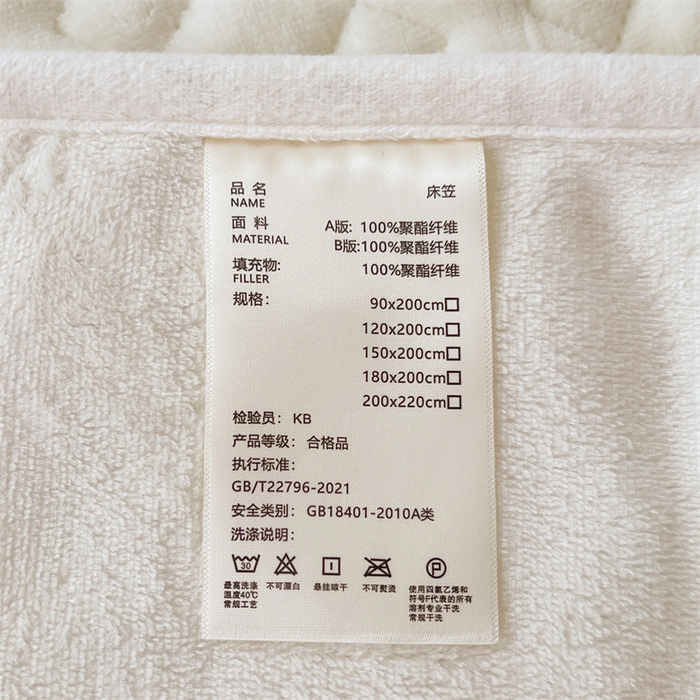 品 名 床笠
NAME
面 料 A版: 100%聚酯纤维
MATERIAL B版:100%聚酯纤维
填充物: 100%聚酯纤维
FILLER
规格: 90x200cm□
120x200cm□
150x200cm□
180x200cm□
200x220cm□
检验员: KB
产品等级: 合格品
执行标准:
GB/T22796-2021
安全类别: GB18401-2010A类
洗涤说明:
30 P
最高洗涤 不可漂白 悬挂晾干 不可熨烫 使用四氯乙烯和
温度40℃ 符号F代表的所有
常规工艺 溶剂专业干洗
常规干洗